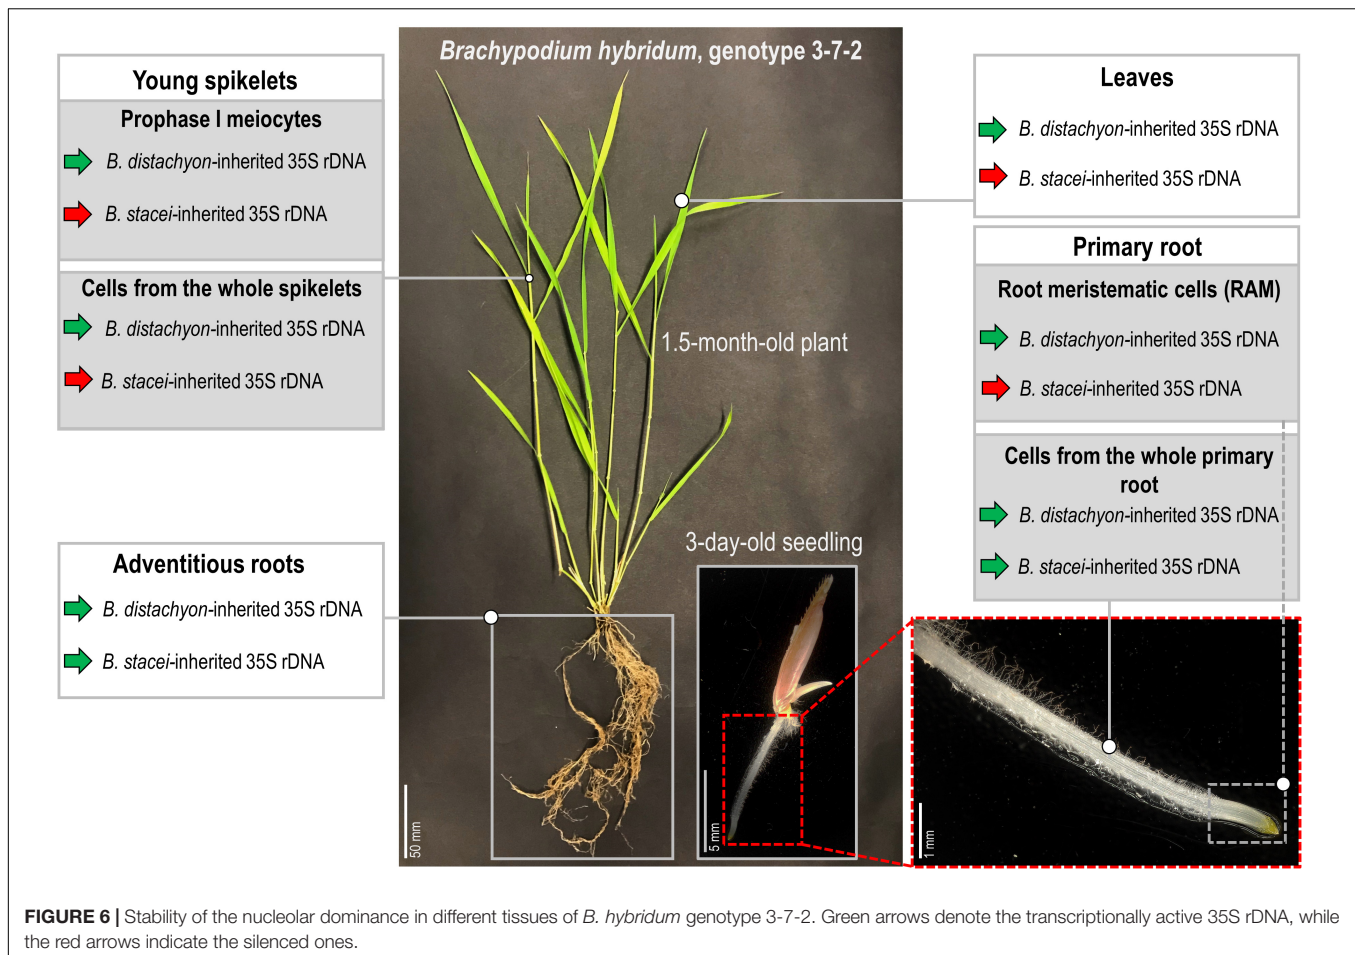 Brachypodium hybridum, genotype 3-7-2
Young spikelets
Prophase I meiocytes
B. distachyon-inherited 35S rDNA
B. stacei-inherited 35S rDNA
Cells from the whole spikelets
B. distachyon-inherited 35S rDNA
B. stacei-inherited 35S rDNA
Adventitious roots
B. distachyon-inherited 35S rDNA
B. stacei-inherited 35S rDNA
1.5-month-old plant
3-day-old seedling
50 mm
5 mm
Leaves
B. distachyon-inherited 35S rDNA
B. stacei-inherited 35S rDNA
Primary root
Root meristematic cells (RAM)
B. distachyon-inherited 35S rDNA
B. stacei-inherited 35S rDNA
Cells from the whole primary
root
B. distachyon-inherited 35S rDNA
B. stacei-inherited 35S rDNA
1 mm
FIGURE 6 | Stability of the nucleolar dominance in different tissues of B. hybridum genotype 3-7-2. Green arrows denote the transcriptionally active 35S rDNA, while
the red arrows indicate the silenced ones.